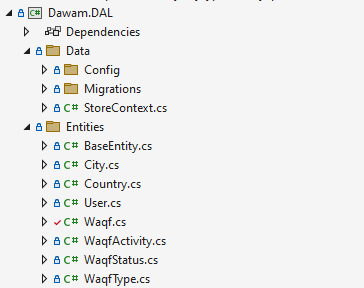 C# Dawam.DAL
Dependencies
Data
Config
Migrations
C# StoreContext.cs
Entities
C# BaseEntity.cs
C# City.cs
C# Country.cs
C# User.cs
C# Waqf.cs
C# WaqfActivity.cs
C# WaqfStatus.cs
C# WaqfType.cs